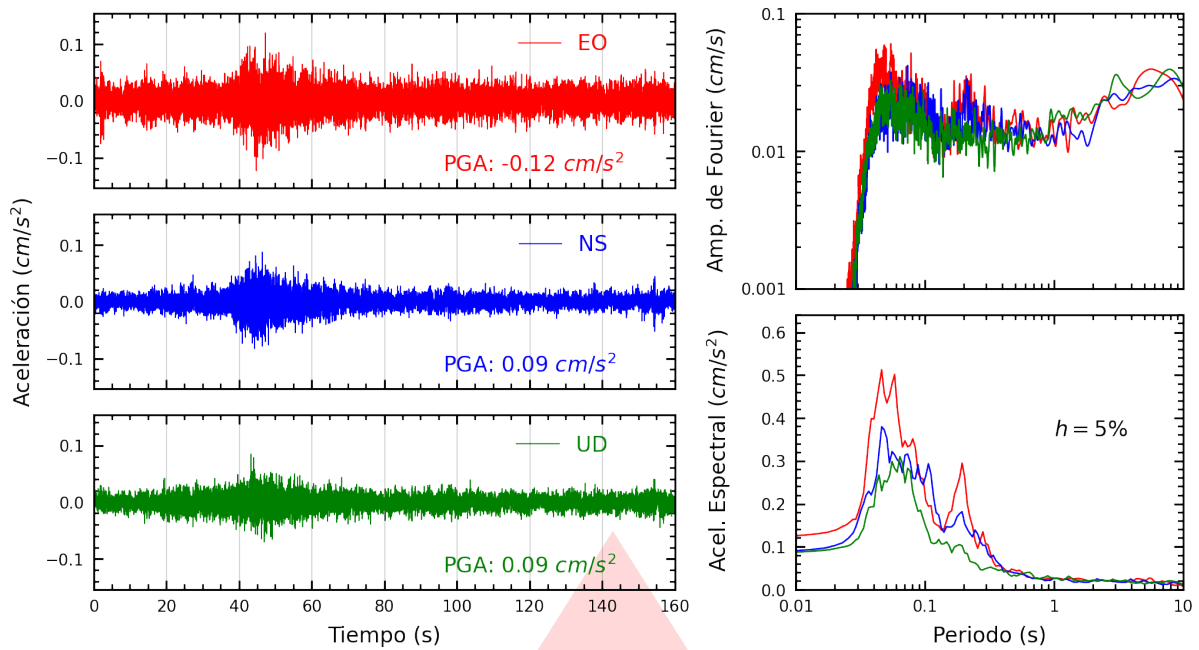 Aceleración (cm/s²)
0.1
0.0
−0.1
EO
PGA: -0.12 cm/s²
0.1
0.0
−0.1
NS
PGA: 0.09 cm/s²
0.1
0.0
−0.1
UD
PGA: 0.09 cm/s²
0 20 40 60 80 100 120 140 160
Tiempo (s)
Amp. de Fourier (cm/s)
0.1
0.01
0.001
Acel. Espectral (cm/s²)
0.6
0.5
0.4
0.3
0.2
0.1
0.0
h = 5%
0.01 0.1 1 10
Periodo (s)